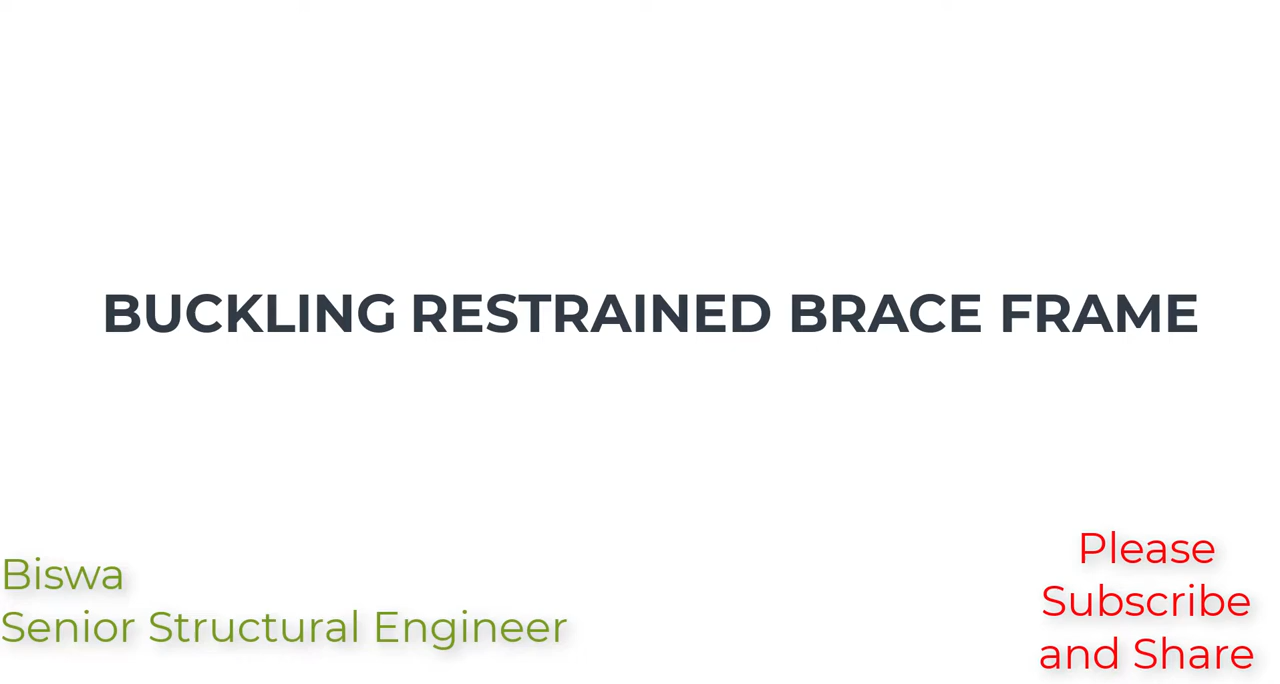 BUCKLING RESTRAINED BRACE FRAME
Biswa
Senior Structural Engineer
Please
Subscribe
and Share